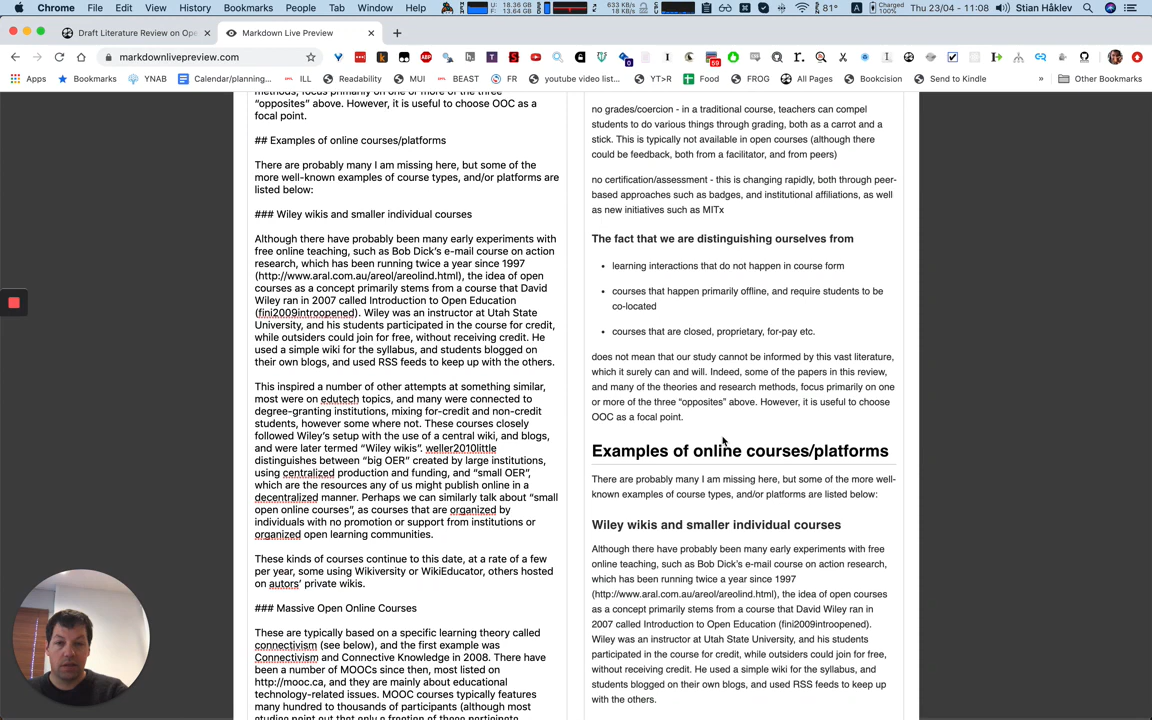 Chrome File Edit View History Bookmarks People Tab Window Help
18.36 GB
13.64 GB
633 KB/s
81° Charged 100% Thu 23/04 - 11:08 Stian Håklev
Draft Literature Review on Op
Markdown Live Preview
markdownlivepreview.com
59
Apps Bookmarks YNAB Calendar/planning... ILL Readability MUI BEAST FR youtube video list... YT>R Food FROG All Pages Bookcision Send to Kindle » Other Bookmarks
methods, focus primarily on one or more of the three
“opposites” above. However, it is useful to choose OOC as a
focal point.
## Examples of online courses/platforms
There are probably many I am missing here, but some of the
more well-known examples of course types, and/or platforms are
listed below:
### Wiley wikis and smaller individual courses
Although there have probably been many early experiments with
free online teaching, such as Bob Dick’s e-mail course on action
research, which has been running twice a year since 1997
(http://www.aral.com.au/areol/areolind.html), the idea of open
courses as a concept primarily stems from a course that David
Wiley ran in 2007 called Introduction to Open Education
(fini2009introopened). Wiley was an instructor at Utah State
University, and his students participated in the course for credit,
while outsiders could join for free, without receiving credit. He
used a simple wiki for the syllabus, and students blogged on
their own blogs, and used RSS feeds to keep up with the others.
This inspired a number of other attempts at something similar,
most were on edutech topics, and many were connected to
degree-granting institutions, mixing for-credit and non-credit
students, however some where not. These courses closely
followed Wiley’s setup with the use of a central wiki, and blogs,
and were later termed “Wiley wikis”. weller2010little
distinguishes between “big OER” created by large institutions,
using centralized production and funding, and “small OER”,
which are the resources any of us might publish online in a
decentralized manner. Perhaps we can similarly talk about “small
open online courses”, as courses that are organized by
individuals with no promotion or support from institutions or
organized open learning communities.
These kinds of courses continue to this date, at a rate of a few
per year, some using Wikiversity or WikiEducator, others hosted
on autors’ private wikis.
### Massive Open Online Courses
These are typically based on a specific learning theory called
connectivism (see below), and the first example was
Connectivism and Connective Knowledge in 2008. There have
been a number of MOOCs since then, most listed on
http://mooc.ca, and they are mainly about educational
technology-related issues. MOOC courses typically features
many hundred to thousands of participants (although most
no grades/coercion - in a traditional course, teachers can compel
students to do various things through grading, both as a carrot and a
stick. This is typically not available in open courses (although there
could be feedback, both from a facilitator, and from peers)
no certification/assessment - this is changing rapidly, both through peer-
based approaches such as badges, and institutional affiliations, as well
as new initiatives such as MITx
The fact that we are distinguishing ourselves from
• learning interactions that do not happen in course form
• courses that happen primarily offline, and require students to be
co-located
• courses that are closed, proprietary, for-pay etc.
does not mean that our study cannot be informed by this vast literature,
which it surely can and will. Indeed, some of the papers in this review,
and many of the theories and research methods, focus primarily on one
or more of the three “opposites” above. However, it is useful to choose
OOC as a focal point.
Examples of online courses/platforms
There are probably many I am missing here, but some of the more well-
known examples of course types, and/or platforms are listed below:
Wiley wikis and smaller individual courses
Although there have probably been many early experiments with free
online teaching, such as Bob Dick’s e-mail course on action research,
which has been running twice a year since 1997
(http://www.aral.com.au/areol/areolind.html), the idea of open courses
as a concept primarily stems from a course that David Wiley ran in
2007 called Introduction to Open Education (fini2009introopened).
Wiley was an instructor at Utah State University, and his students
participated in the course for credit, while outsiders could join for free,
without receiving credit. He used a simple wiki for the syllabus, and
students blogged on their own blogs, and used RSS feeds to keep up
with the others.